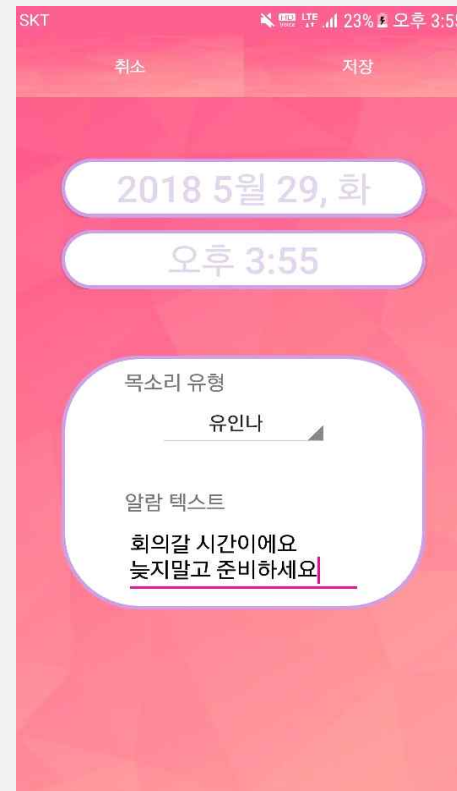 SKT 23% 오후 3:55
취소 저장
2018 5월 29, 화
오후 3:55
목소리 유형
유인나
알람 텍스트
회의갈 시간이에요
늦지말고 준비하세요